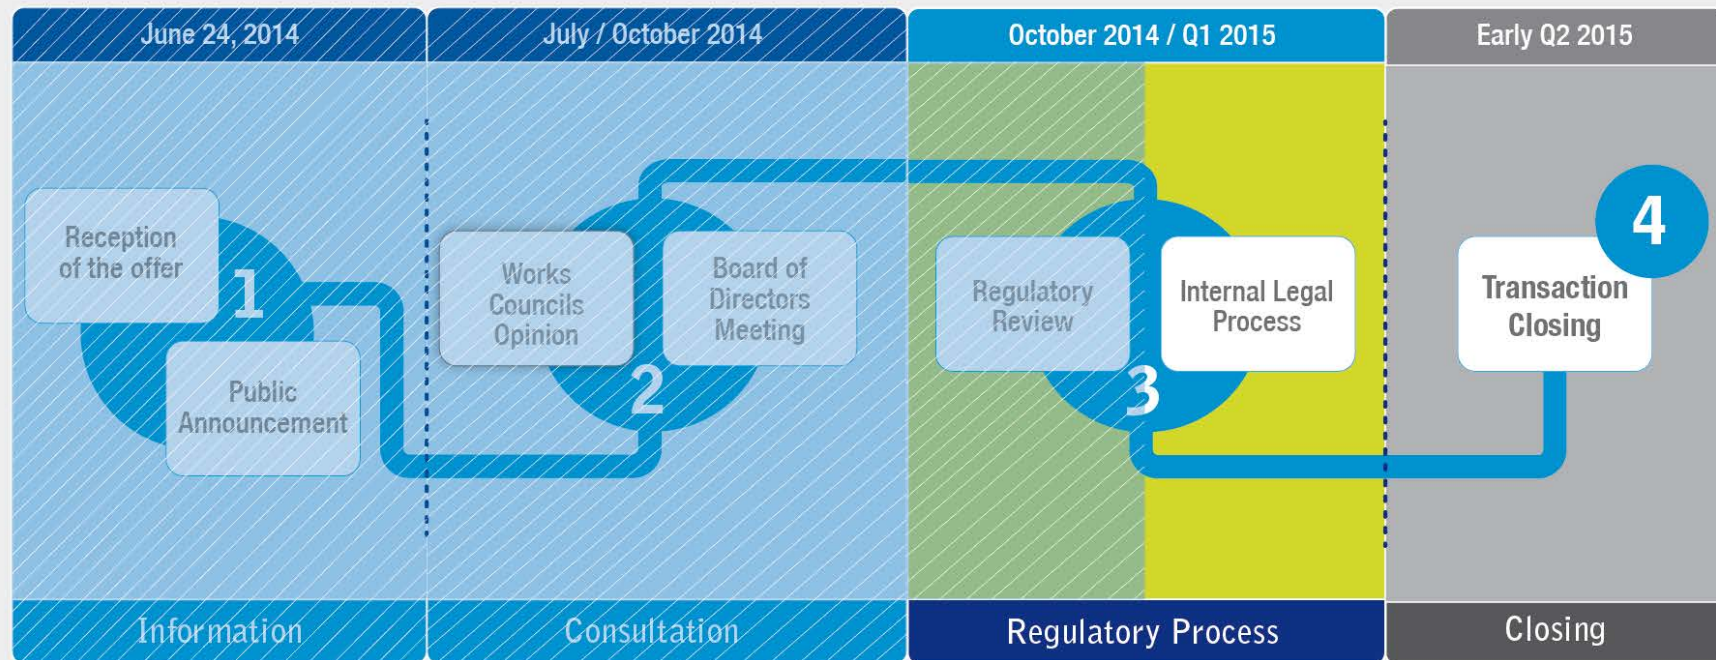 June 24, 2014
July / October 2014
October 2014 / Q1 2015
Early Q2 2015
Reception
of the offer
1
Public
Announcement
Works
Councils
Opinion
Board of
Directors
Meeting
2
Regulatory
Review
Internal Legal
Process
3
4
Transaction
Closing
Information
Consultation
Regulatory Process
Closing